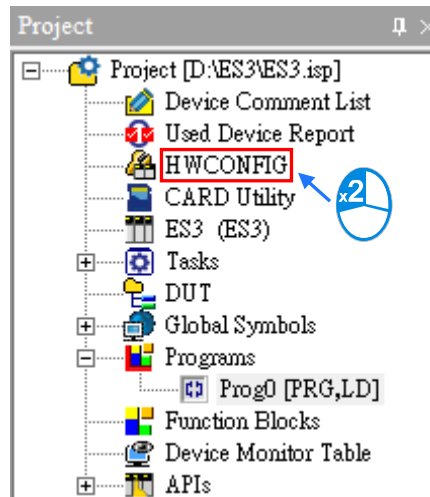 Project
Project [D:\ES3\ES3.isp]
Device Comment List
Used Device Report
HWCONFIG
x2
CARD Utility
ES3 (ES3)
Tasks
DUT
Global Symbols
Programs
Prog0 [PRG,LD]
Function Blocks
Device Monitor Table
APIs